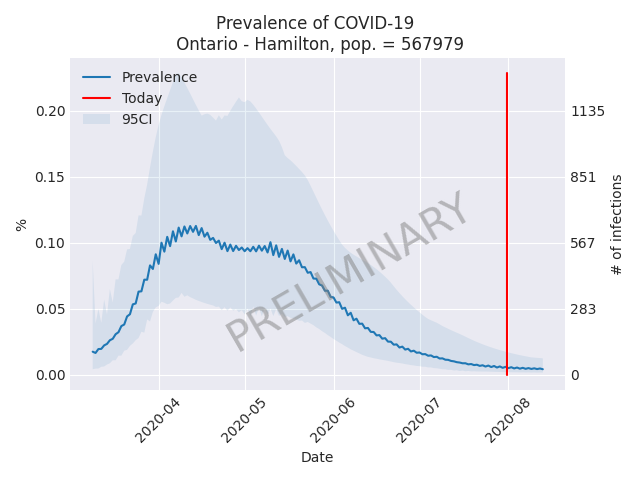 Prevalence of COVID-19
Ontario - Hamilton, pop. = 567979
Prevalence
Today
95CI
0.20
0.15
0.10
0.05
0.00
%
1135
851
567
283
0
# of infections
PRELIMINARY
2020-04
2020-05
2020-06
2020-07
2020-08
Date